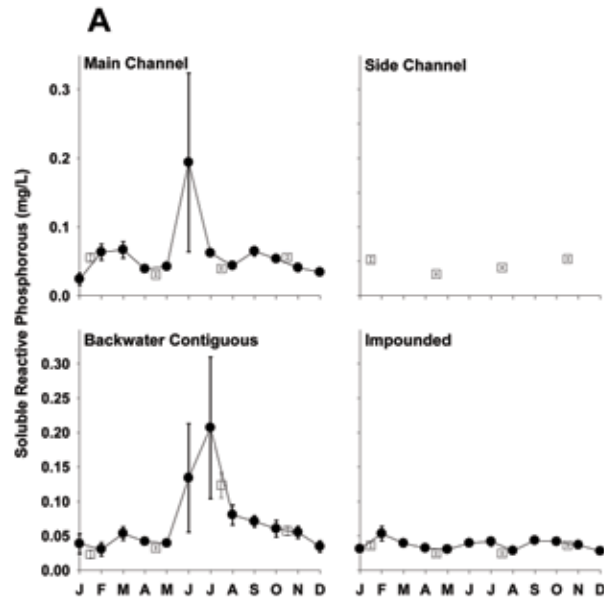 A
Main Channel
Side Channel
0.3
0.2
0.1
0.0
Soluble Reactive Phosphorous (mg/L)
Backwater Contiguous
Impounded
0.30
0.25
0.20
0.15
0.10
0.05
0.00
J F M A M J J A S O N D
J F M A M J J A S O N D